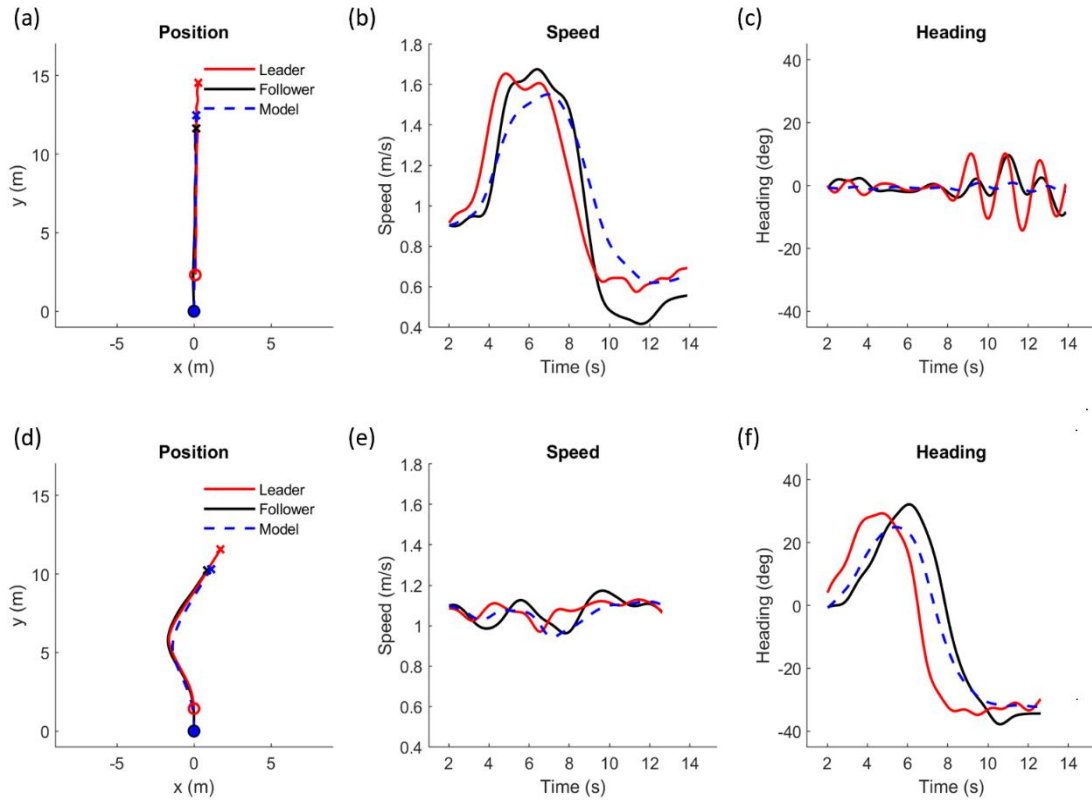 (a)
Position
y (m)
15
10
5
0
-5
0
5
x (m)
Leader
Follower
Model
(b)
Speed
Speed (m/s)
1.8
1.6
1.4
1.2
1
0.8
0.6
0.4
2 4 6 8 10 12 14
Time (s)
(c)
Heading
Heading (deg)
40
20
0
-20
-40
2 4 6 8 10 12 14
Time (s)
(d)
Position
y (m)
15
10
5
0
-5
0
5
x (m)
Leader
Follower
Model
(e)
Speed
Speed (m/s)
1.8
1.6
1.4
1.2
1
0.8
0.6
0.4
2 4 6 8 10 12 14
Time (s)
(f)
Heading
Heading (deg)
40
20
0
-20
-40
2 4 6 8 10 12 14
Time (s)